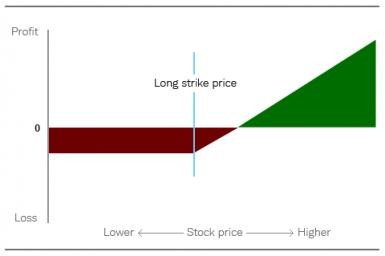 Profit
Long strike price
0
Loss
Lower Stock price Higher